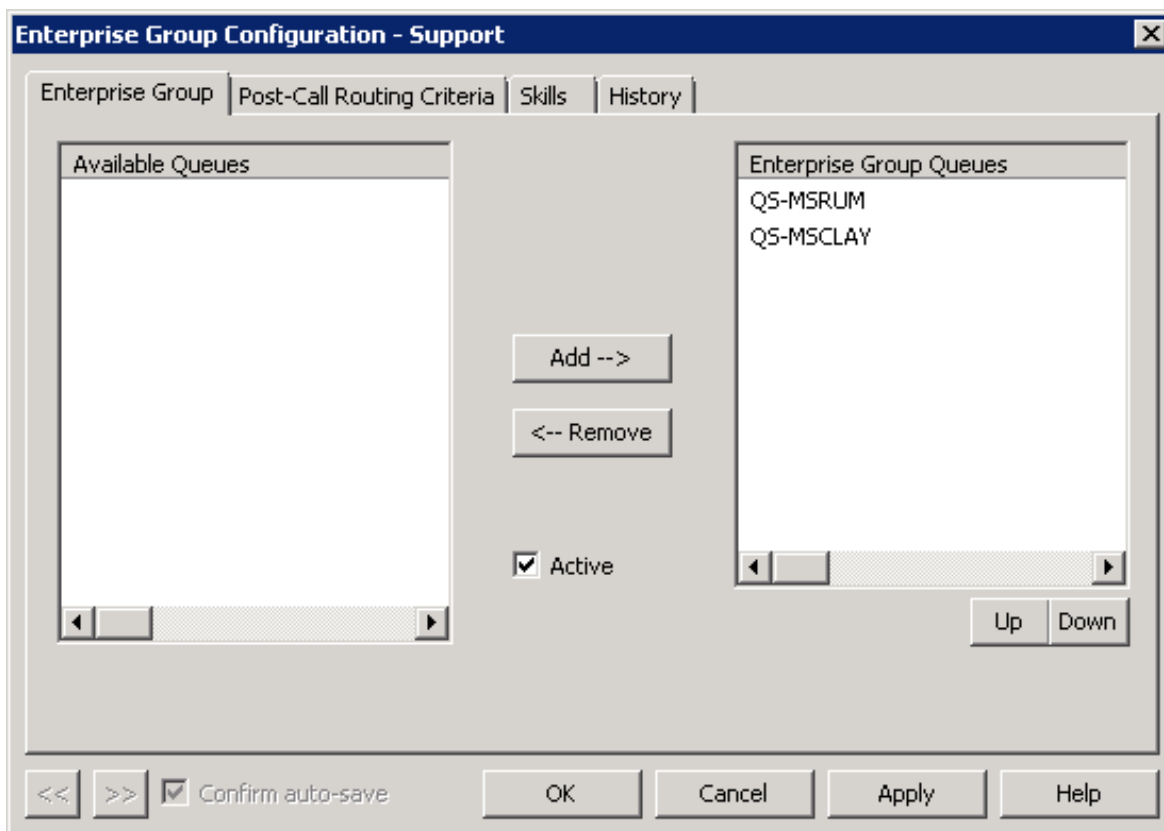 Enterprise Group Configuration - Support
Enterprise Group
Post-Call Routing Criteria
Skills
History
Available Queues
Enterprise Group Queues
QS-MSRUM
QS-MSCLAY
Add -->
<-- Remove
Active
Up
Down
<<
>>
Confirm auto-save
OK
Cancel
Apply
Help